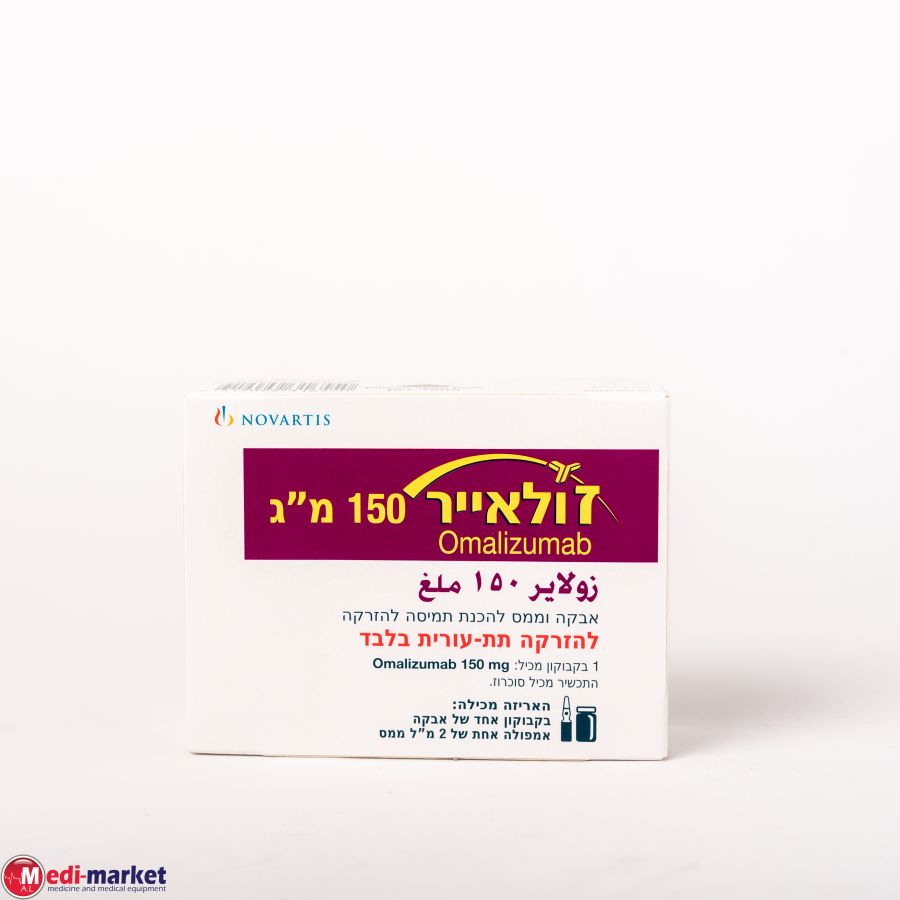 NOVARTIS
זולאייר 150 מ"ג
Omalizumab
زولاير ١٥٠ ملغ
אבקה וממס להכנת תמיסה להזרקה
להזרקה תת-עורית בלבד
1 בקבוקון מכיל: Omalizumab 150 mg
התכשיר מכיל סוכרוז.
האריזה מכילה:
בקבוקון אחד של אבקה
אמפולה אחת של 2 מ"ל ממס
Medi-market
A.L
medicine and medical equipment